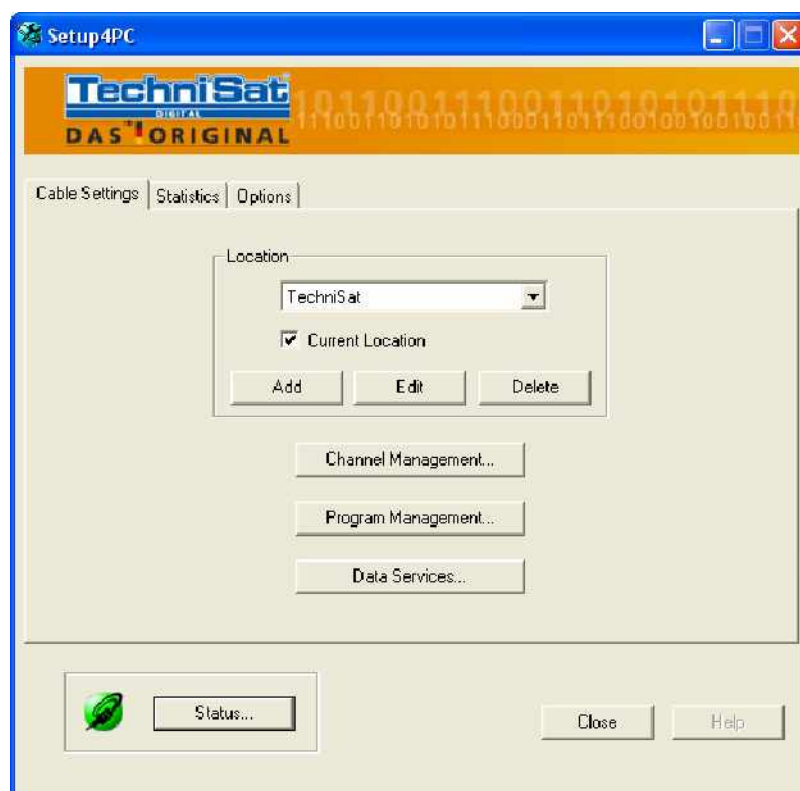 Setup4PC
TechniSat
DIGITAL
DAS ORIGINAL
Cable Settings Statistics Options
Location
TechniSat
Current Location
Add Edit Delete
Channel Management...
Program Management...
Data Services...
Status...
Close Help